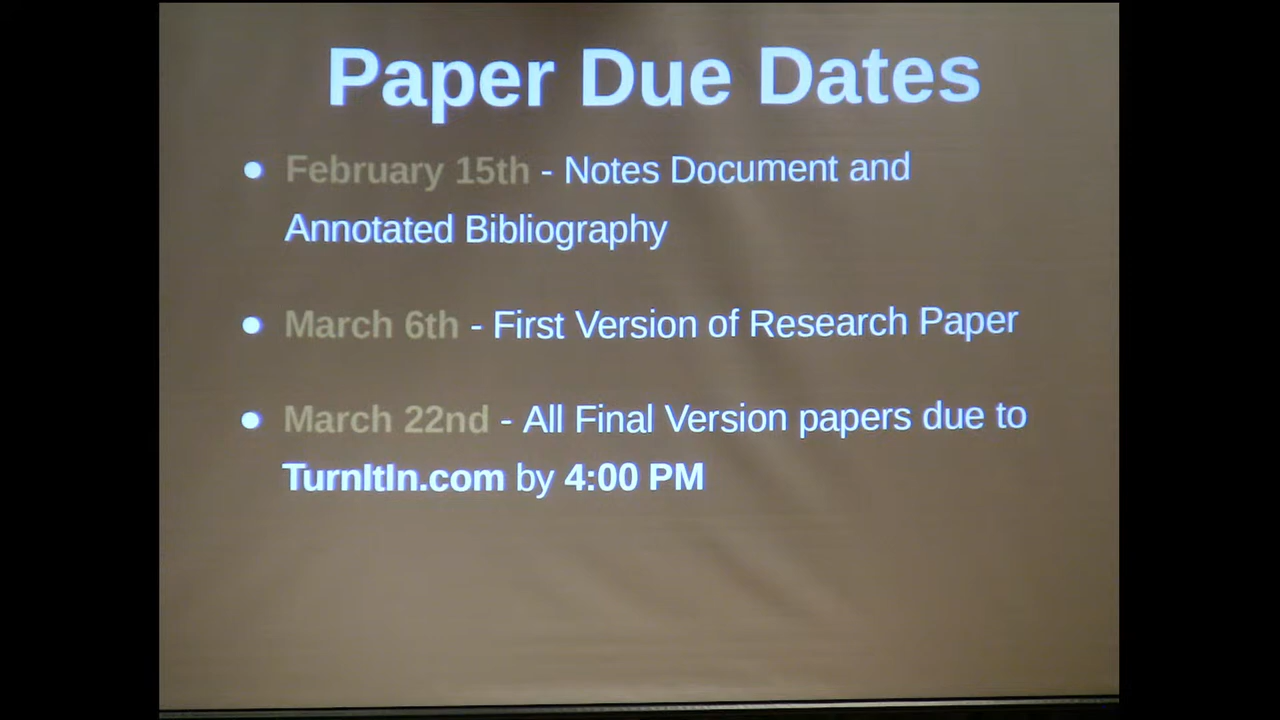 Paper Due Dates
• February 15th - Notes Document and
Annotated Bibliography
• March 6th - First Version of Research Paper
• March 22nd - All Final Version papers due to
TurnItIn.com by 4:00 PM